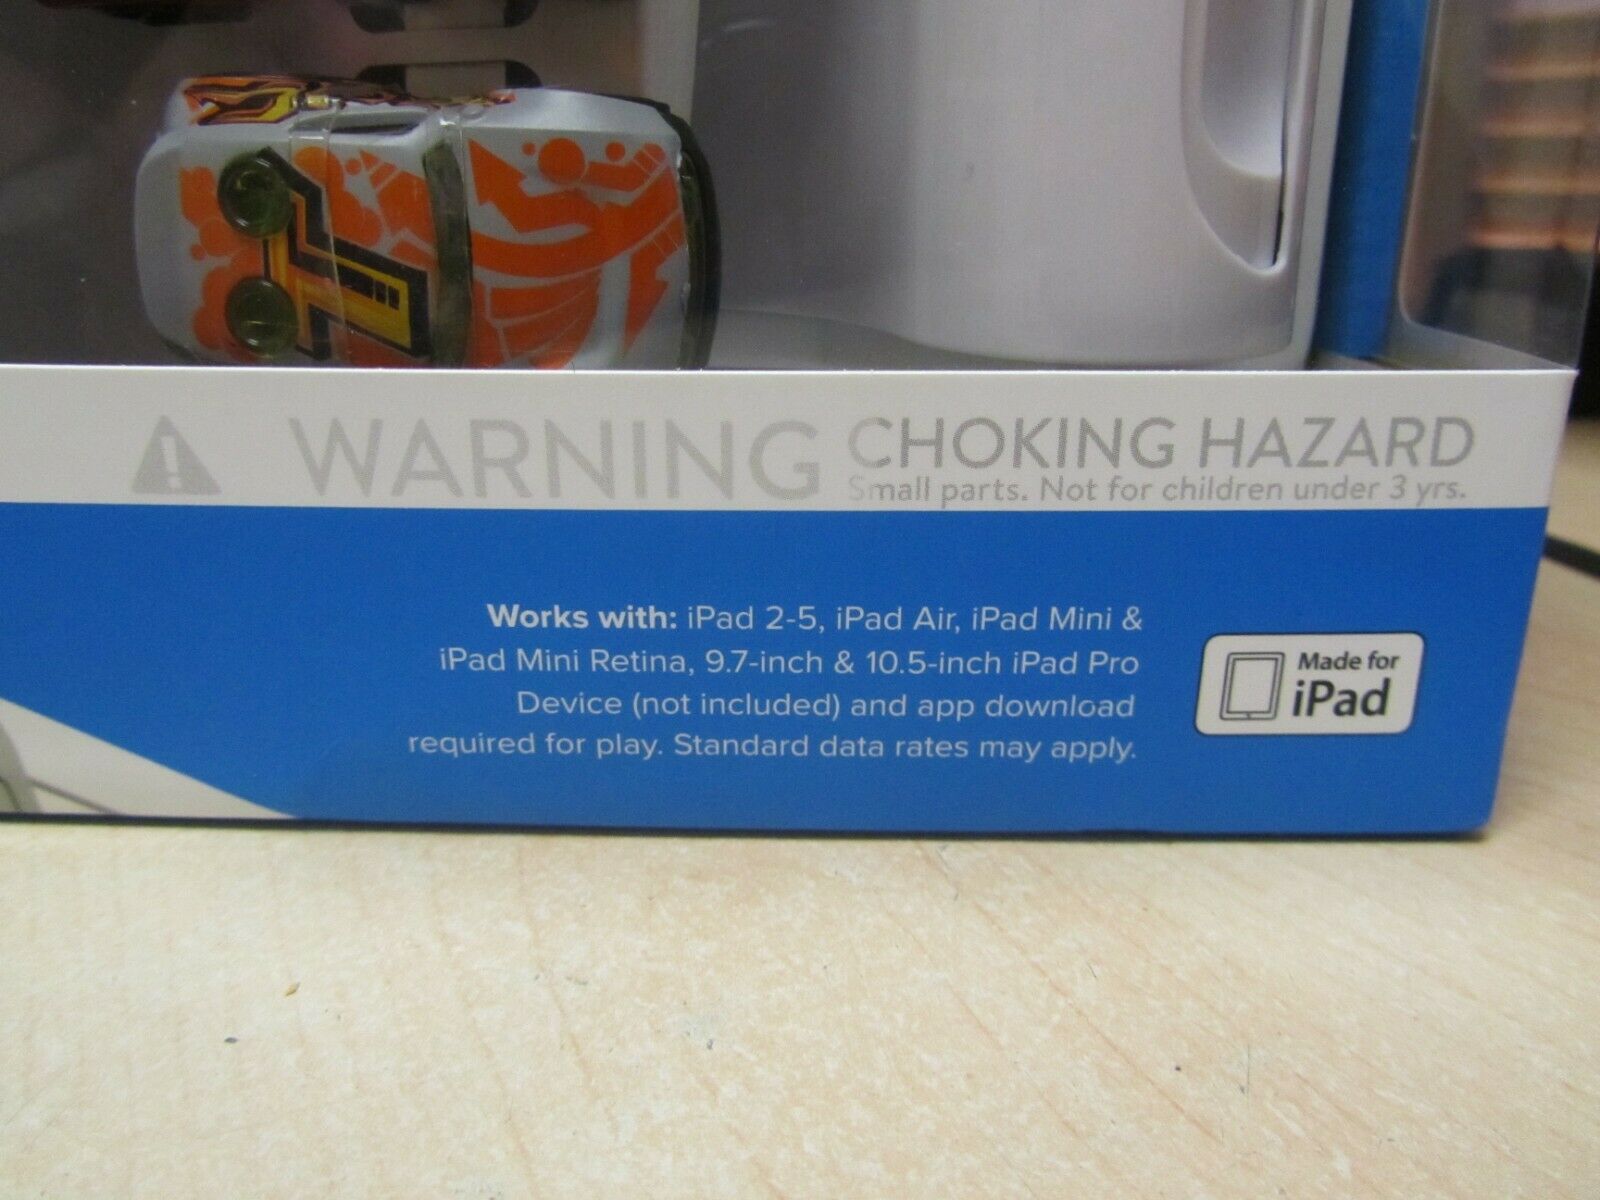 WARNING CHOKING HAZARD
Small parts. Not for children under 3 yrs.
Works with: iPad 2-5, iPad Air, iPad Mini &
iPad Mini Retina, 9.7-inch & 10.5-inch iPad Pro
Device (not included) and app download
required for play. Standard data rates may apply.
Made for
iPad